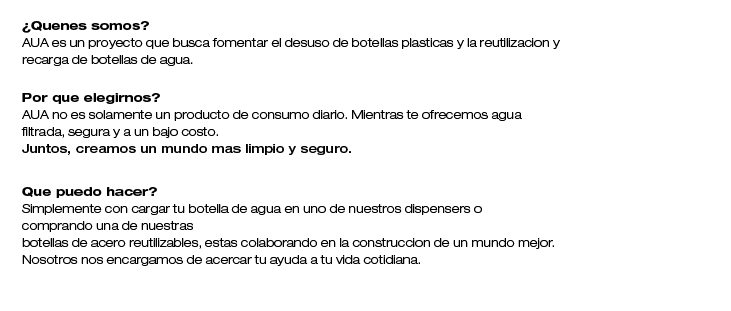 ¿Quenes somos?
AUA es un proyecto que busca fomentar el desuso de botellas plasticas y la reutilizacion y
recarga de botellas de agua.
Por que elegirnos?
AUA no es solamente un producto de consumo diario. Mientras te ofrecemos agua
filtrada, segura y a un bajo costo.
Juntos, creamos un mundo mas limpio y seguro.
Que puedo hacer?
Simplemente con cargar tu botella de agua en uno de nuestros dispensers o
comprando una de nuestras
botellas de acero reutilizables, estas colaborando en la construccion de un mundo mejor.
Nosotros nos encargamos de acercar tu ayuda a tu vida cotidiana.